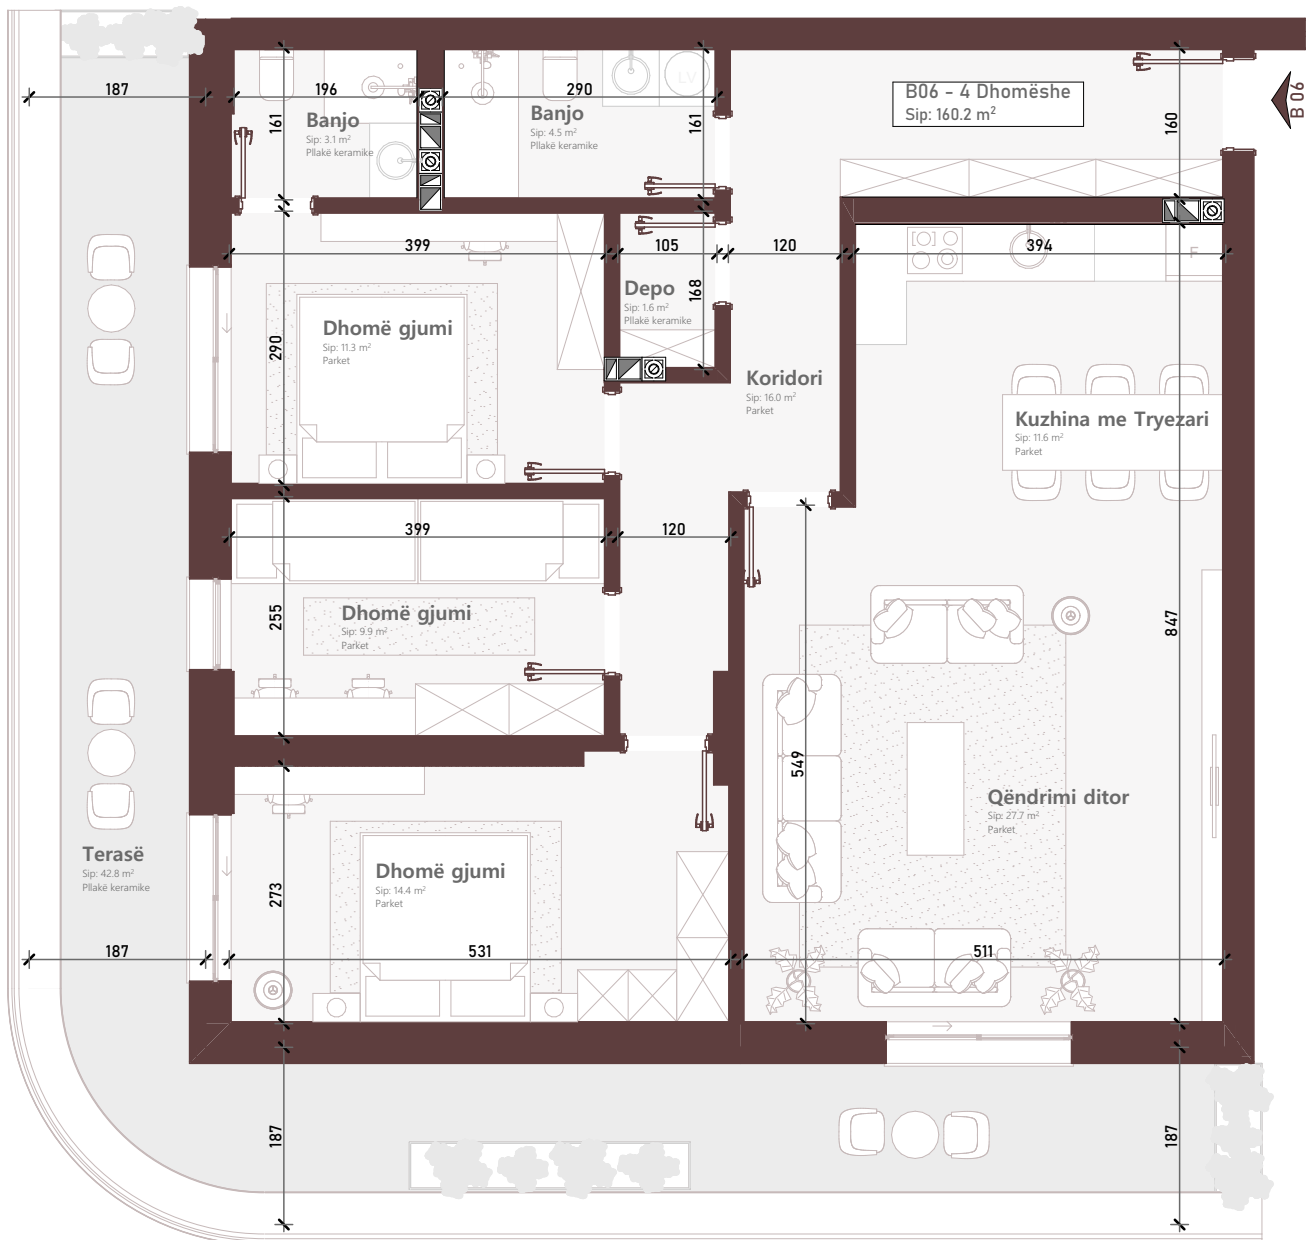 187
196
290
161
161
160
Banjo
Sip: 3.1 m²
Pllakë keramike
Banjo
Sip: 4.5 m²
Pllakë keramike
LV
B06 - 4 Dhomëshe
Sip: 160.2 m²
B 06
399
105
120
394
F
168
290
Depo
Sip: 1.6 m²
Pllakë keramike
Dhomë gjumi
Sip: 11.3 m²
Parket
Koridori
Sip: 16.0 m²
Parket
Kuzhina me Tryezari
Sip: 11.6 m²
Parket
399
120
255
Dhomë gjumi
Sip: 9.9 m²
Parket
847
549
Qëndrimi ditor
Sip: 27.7 m²
Parket
Terasë
Sip: 42.8 m²
Pllakë keramike
Dhomë gjumi
Sip: 14.4 m²
Parket
273
187
531
511
187
187